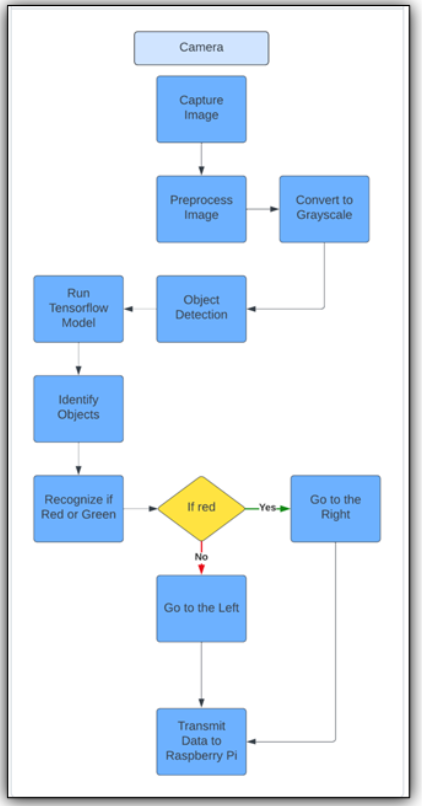 Camera
Capture
Image
Preprocess
Image
Convert to
Grayscale
Object
Detection
Run
Tensorflow
Model
Identify
Objects
Recognize if
Red or Green
If red
Yes
Go to the
Right
No
Go to the Left
Transmit
Data to
Raspberry Pi